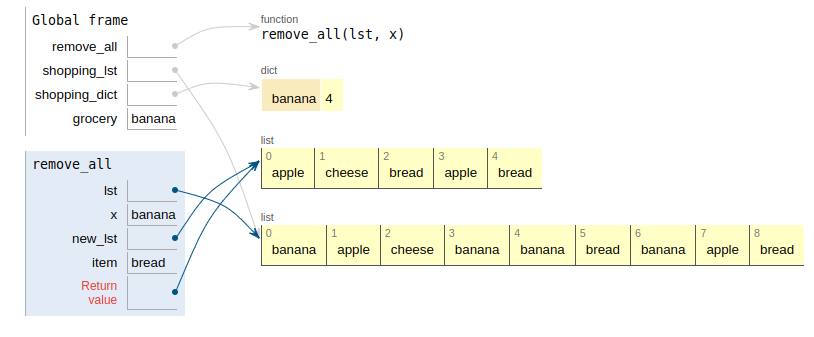 Global frame
remove_all
shopping_lst
shopping_dict
grocery banana
function
remove_all(lst, x)
dict
banana 4
remove_all
lst
x banana
new_lst
item bread
Return
value
list
0 1 2 3 4
apple cheese bread apple bread
list
0 1 2 3 4 5 6 7 8
banana apple cheese banana banana bread banana apple bread